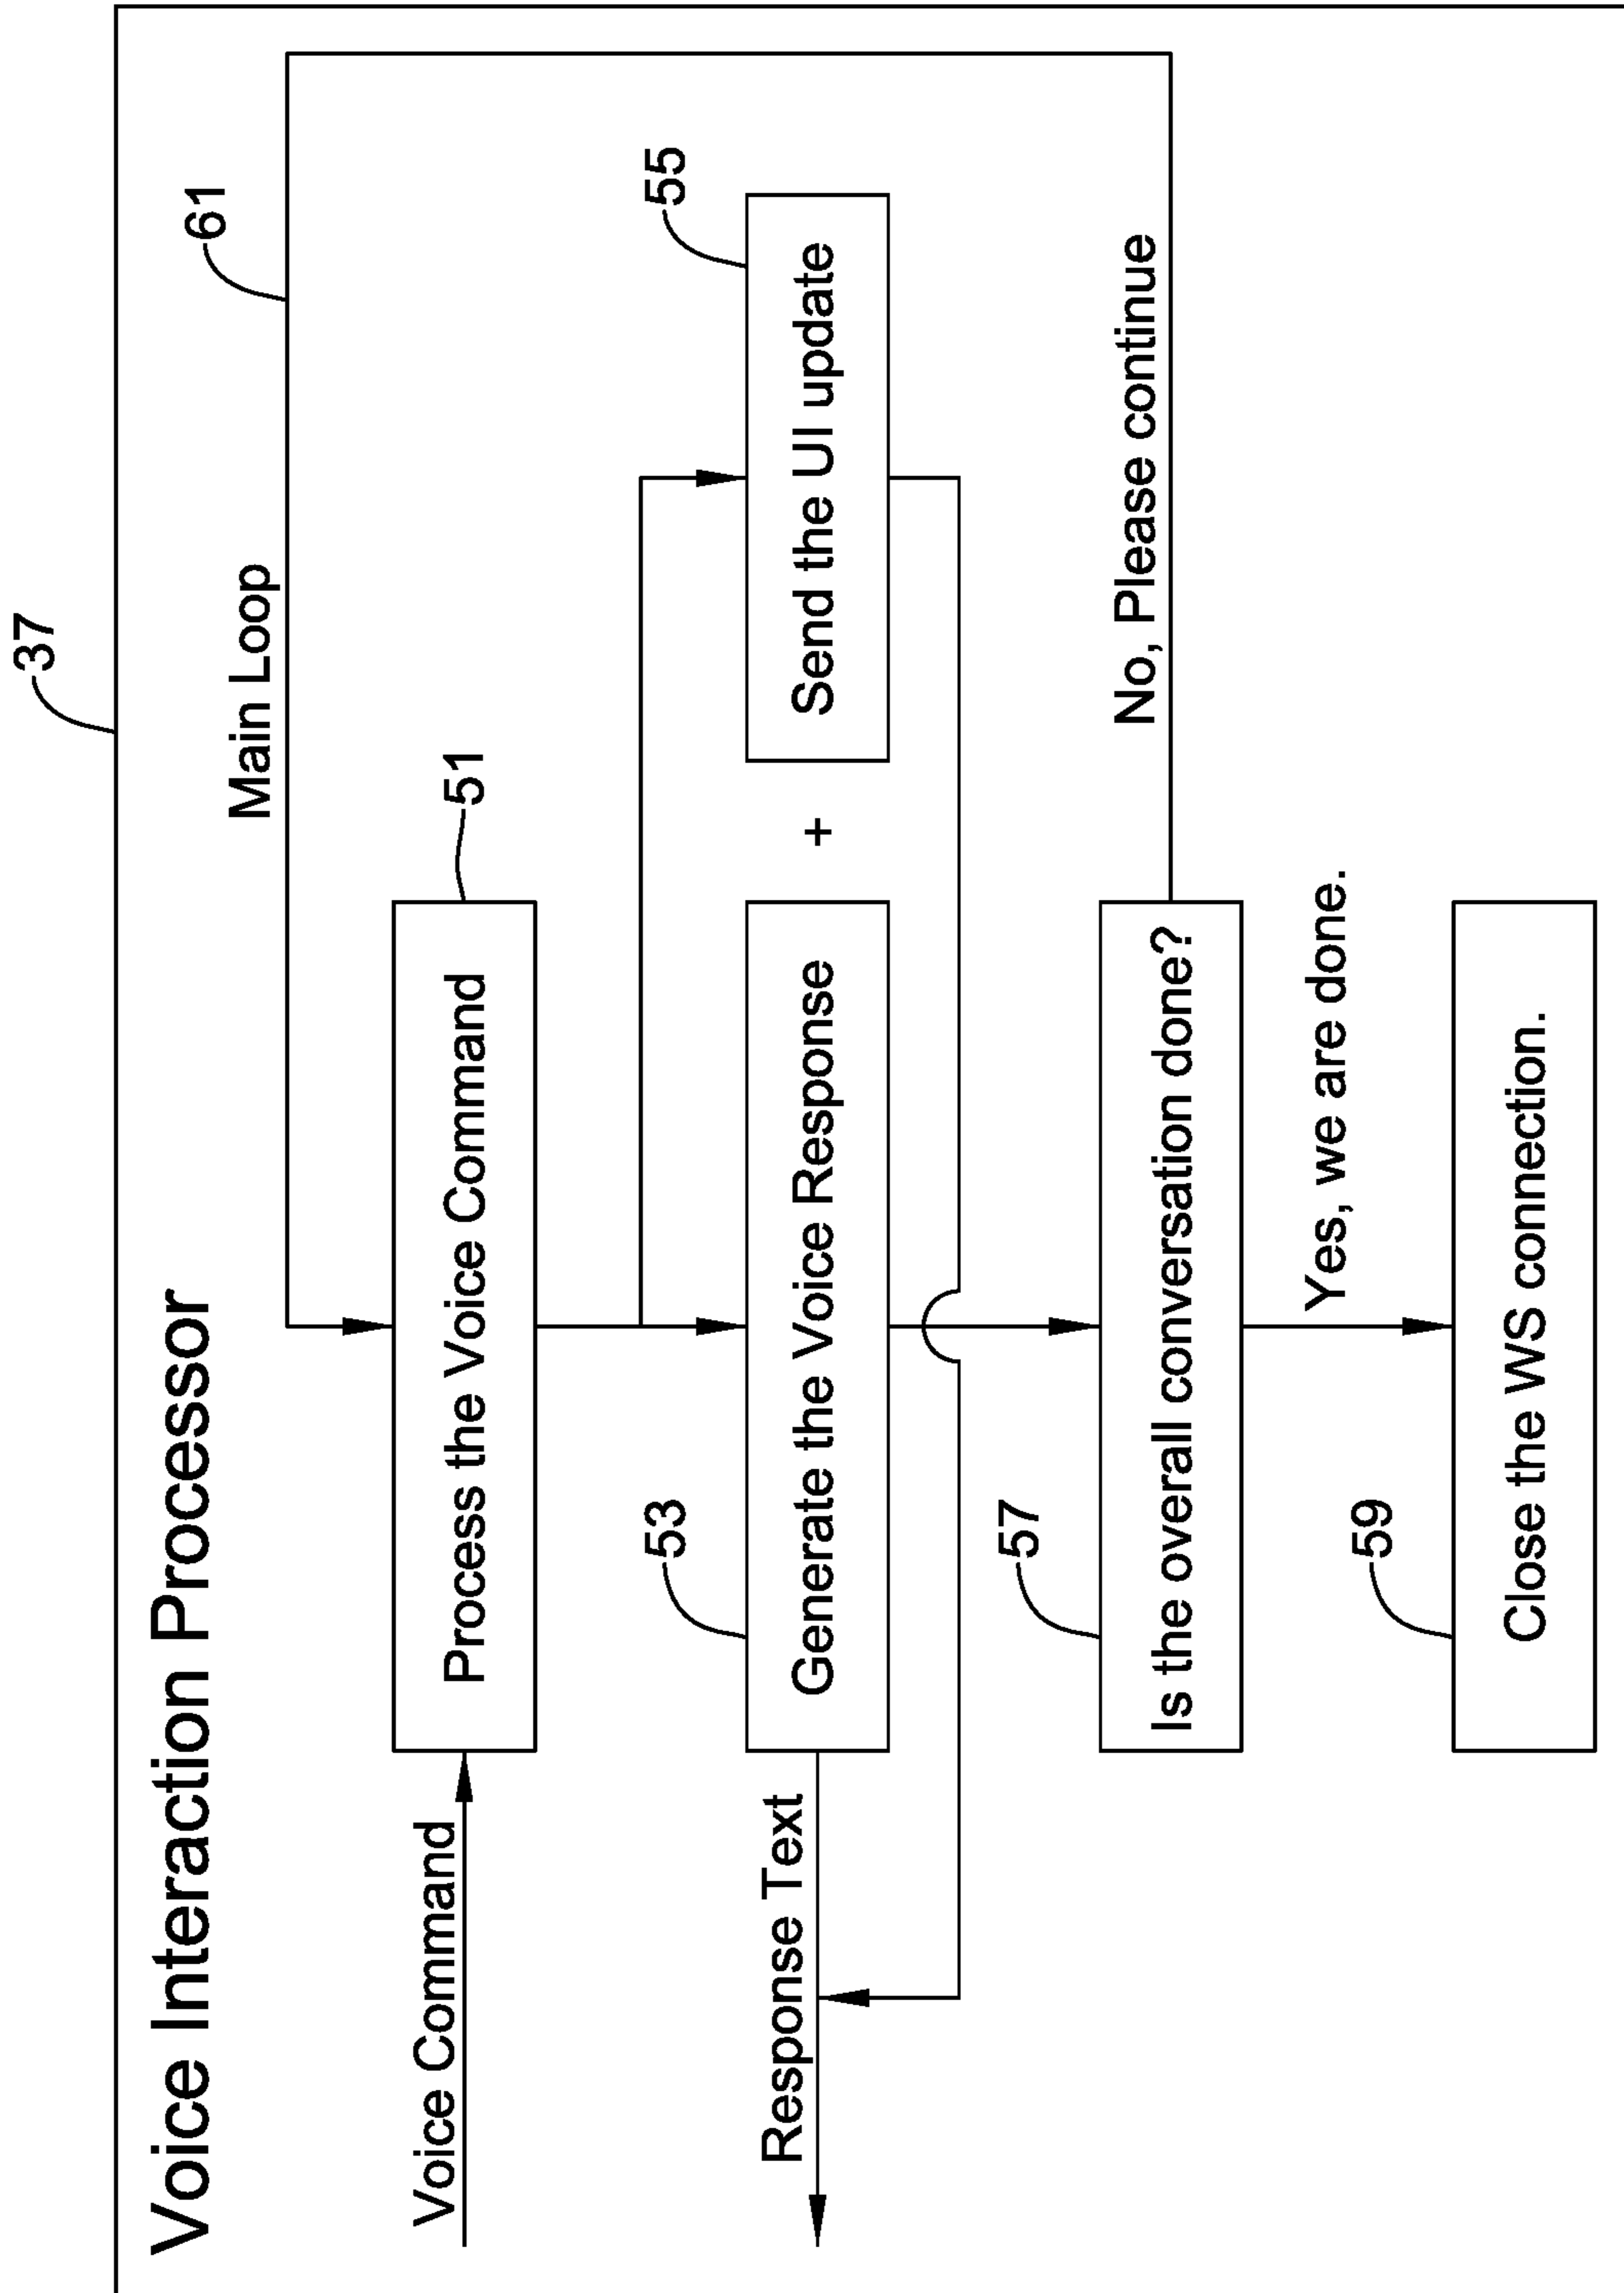 37
Voice Interaction Processor
Main Loop
61
Voice Command
Process the Voice Command
51
53
55
Response Text
Generate the Voice Response
+
Send the UI update
57
Is the overall conversation done?
No, Please continue
Yes, we are done.
59
Close the WS connection.